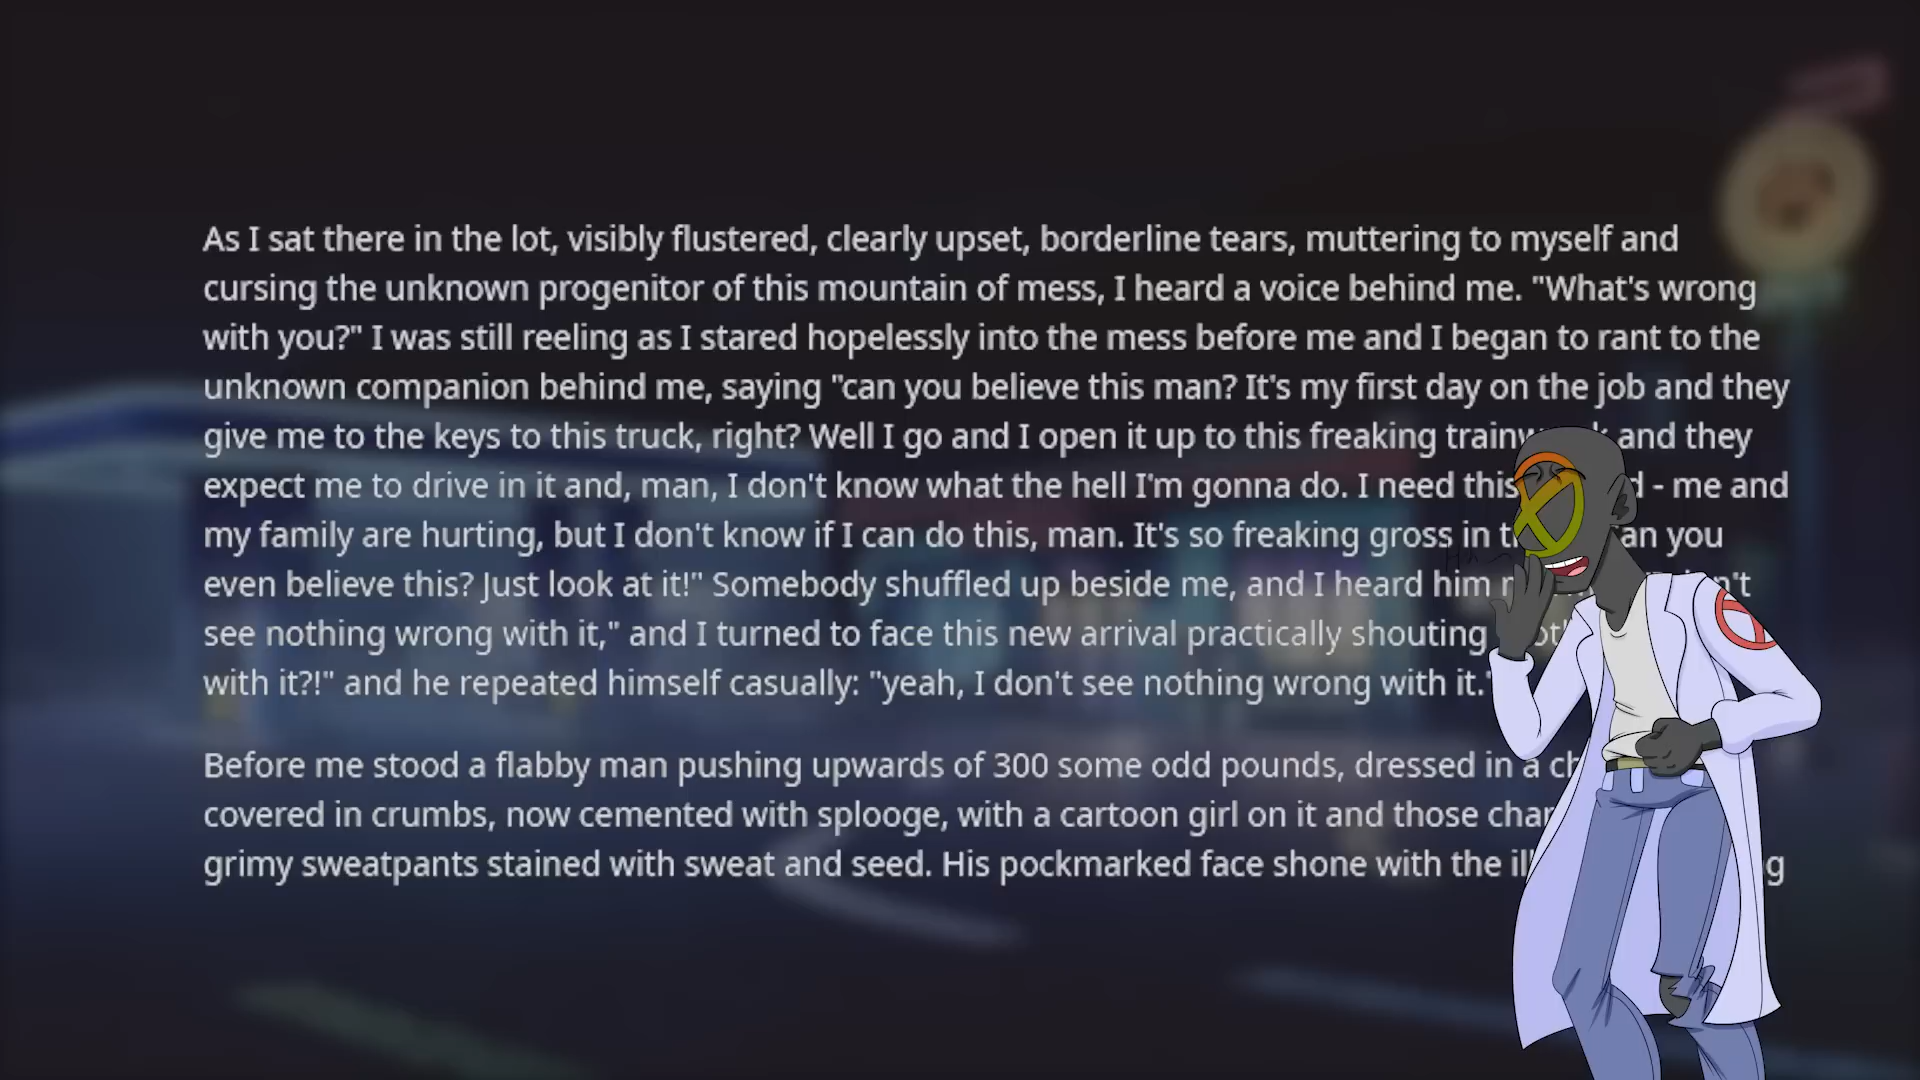 As I sat there in the lot, visibly flustered, clearly upset, borderline tears, muttering to myself and
cursing the unknown progenitor of this mountain of mess, I heard a voice behind me. "What's wrong
with you?" I was still reeling as I stared hopelessly into the mess before me and I began to rant to the
unknown companion behind me, saying "can you believe this man? It's my first day on the job and they
give me to the keys to this truck, right? Well I go and I open it up to this freaking and they
expect me to drive in it and, man, I don't know what the hell I'm gonna do. I need this - me and
my family are hurting, but I don't know if I can do this, man. It's so freaking gross in you
even believe this? Just look at it!" Somebody shuffled up beside me, and I heard him
see nothing wrong with it," and I turned to face this new arrival practically shouting
with it?!" and he repeated himself casually: "yeah, I don't see nothing wrong with it."
Before me stood a flabby man pushing upwards of 300 some odd pounds, dressed in a
covered in crumbs, now cemented with splooge, with a cartoon girl on it and those
grimy sweatpants stained with sweat and seed. His pockmarked face shone with the